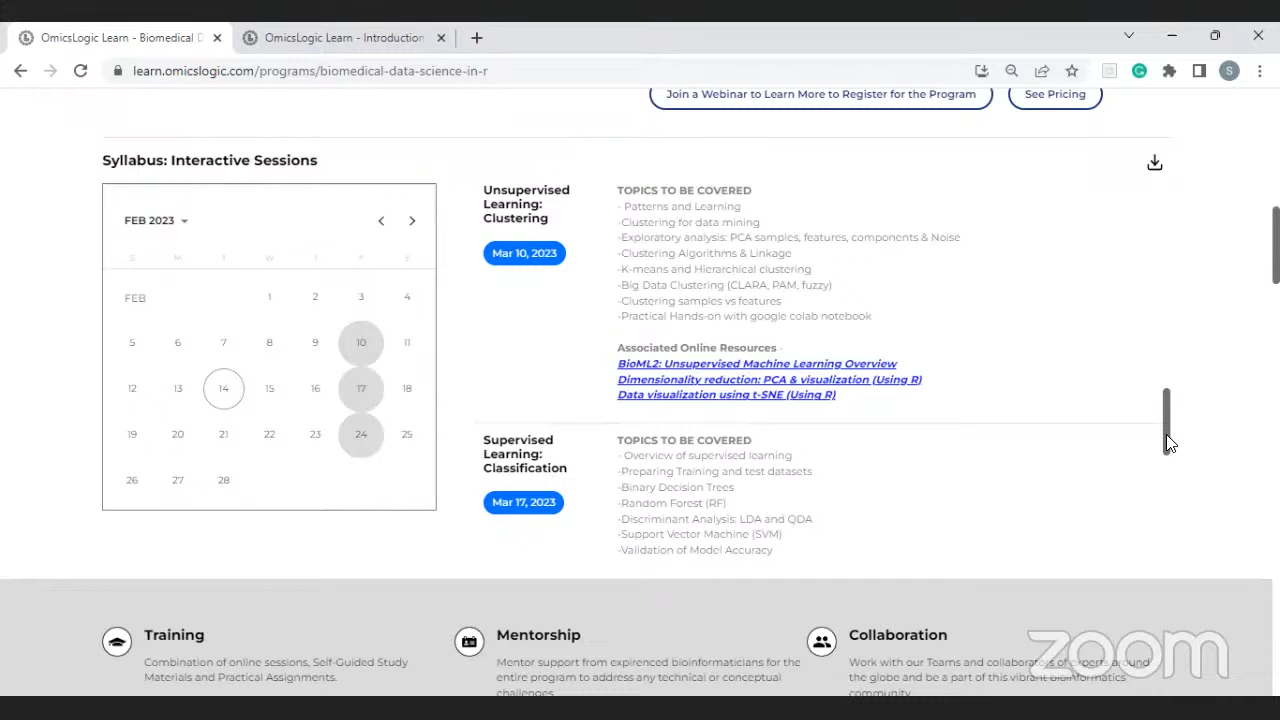 OmicsLogic Learn - Biomedical D
OmicsLogic Learn - Introduction
learn.omicslogic.com/programs/biomedical-data-science-in-r
S
Join a Webinar to Learn More to Register for the Program
See Pricing
Syllabus: Interactive Sessions
FEB 2023
S M T W T F S
FEB 1 2 3 4
5 6 7 8 9 10 11
12 13 14 15 16 17 18
19 20 21 22 23 24 25
26 27 28
Unsupervised
Learning:
Clustering
Mar 10, 2023
TOPICS TO BE COVERED
- Patterns and Learning
-Clustering for data mining
-Exploratory analysis: PCA samples, features, components & Noise
-Clustering Algorithms & Linkage
-K-means and Hierarchical clustering
-Big Data Clustering (CLARA, PAM, fuzzy)
-Clustering samples vs features
-Practical Hands-on with google colab notebook
Associated Online Resources -
BioML2: Unsupervised Machine Learning Overview
Dimensionality reduction: PCA & visualization (Using R)
Data visualization using t-SNE (Using R)
Supervised
Learning:
Classification
Mar 17, 2023
TOPICS TO BE COVERED
- Overview of supervised learning
-Preparing Training and test datasets
-Binary Decision Trees
-Random Forest (RF)
-Discriminant Analysis: LDA and QDA
-Support Vector Machine (SVM)
-Validation of Model Accuracy
Training
Combination of online sessions, Self-Guided Study
Materials and Practical Assignments.
Mentorship
Mentor support from expirenced bioinformaticians for the
entire program to address any technical or conceptual
challenges.
Collaboration
Work with our Teams and collaborators of experts around
the globe and be a part of this vibrant bioinformatics
community.
zoom